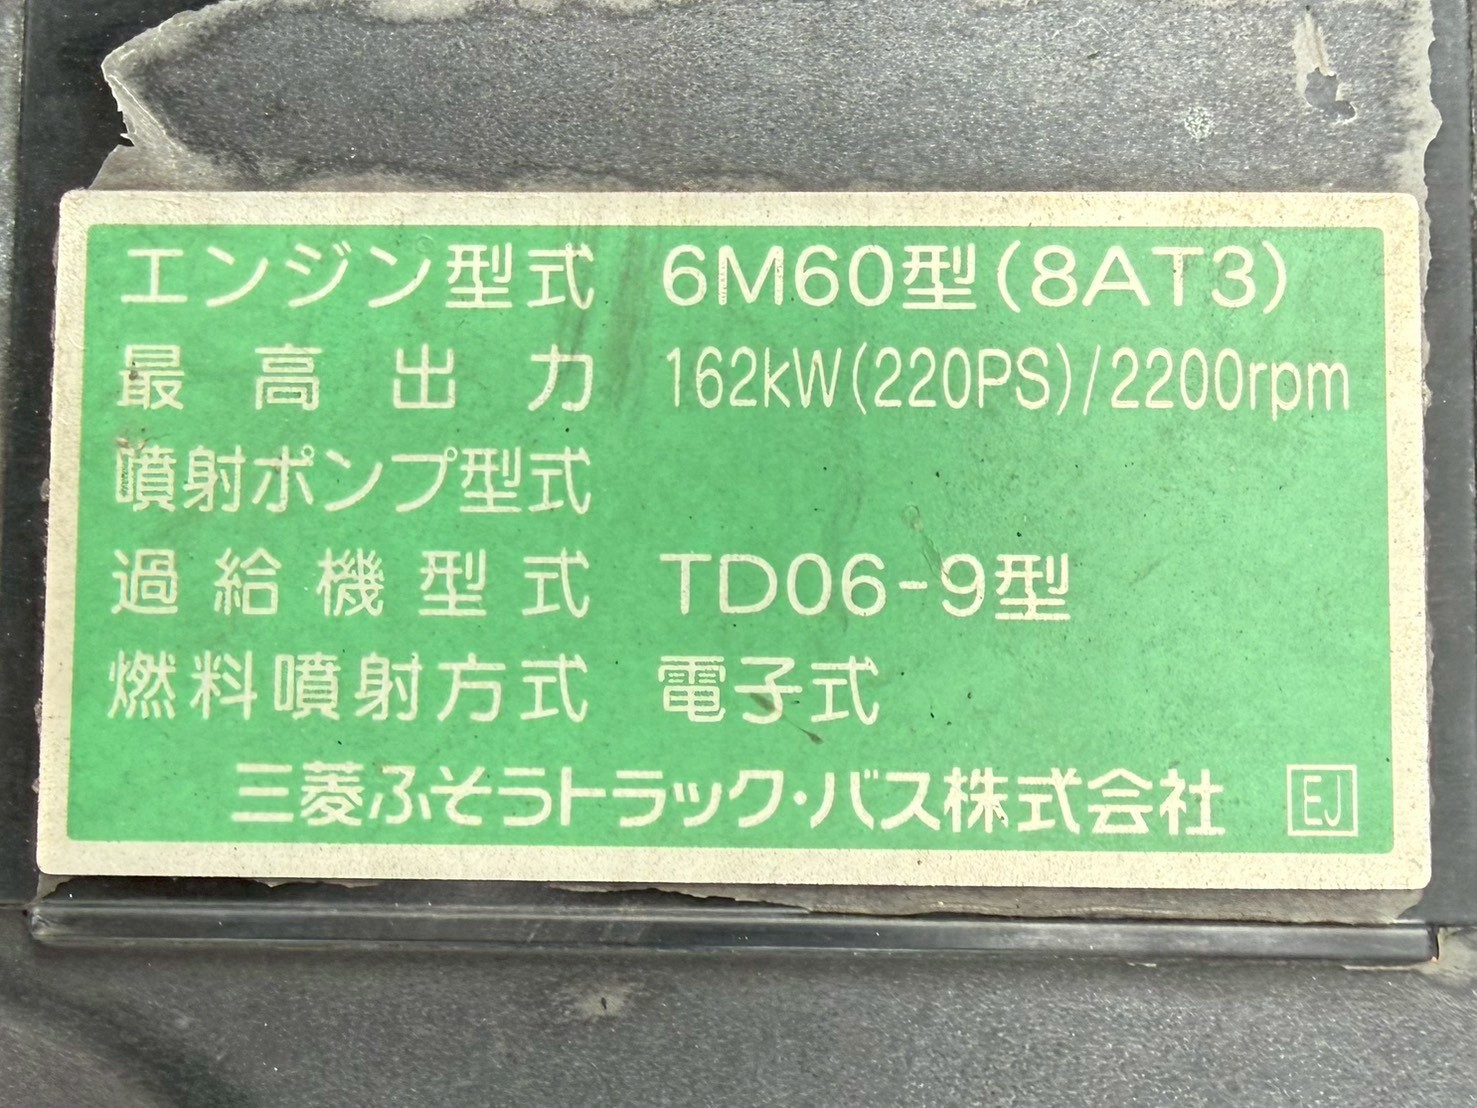 エンジン型式 6M60型(8AT3)
最高出力 162kW(220PS)/2200rpm
噴射ポンプ型式
過給機型式 TD06-9型
燃料噴射方式 電子式
三菱ふそうトラック・バス株式会社 EJ